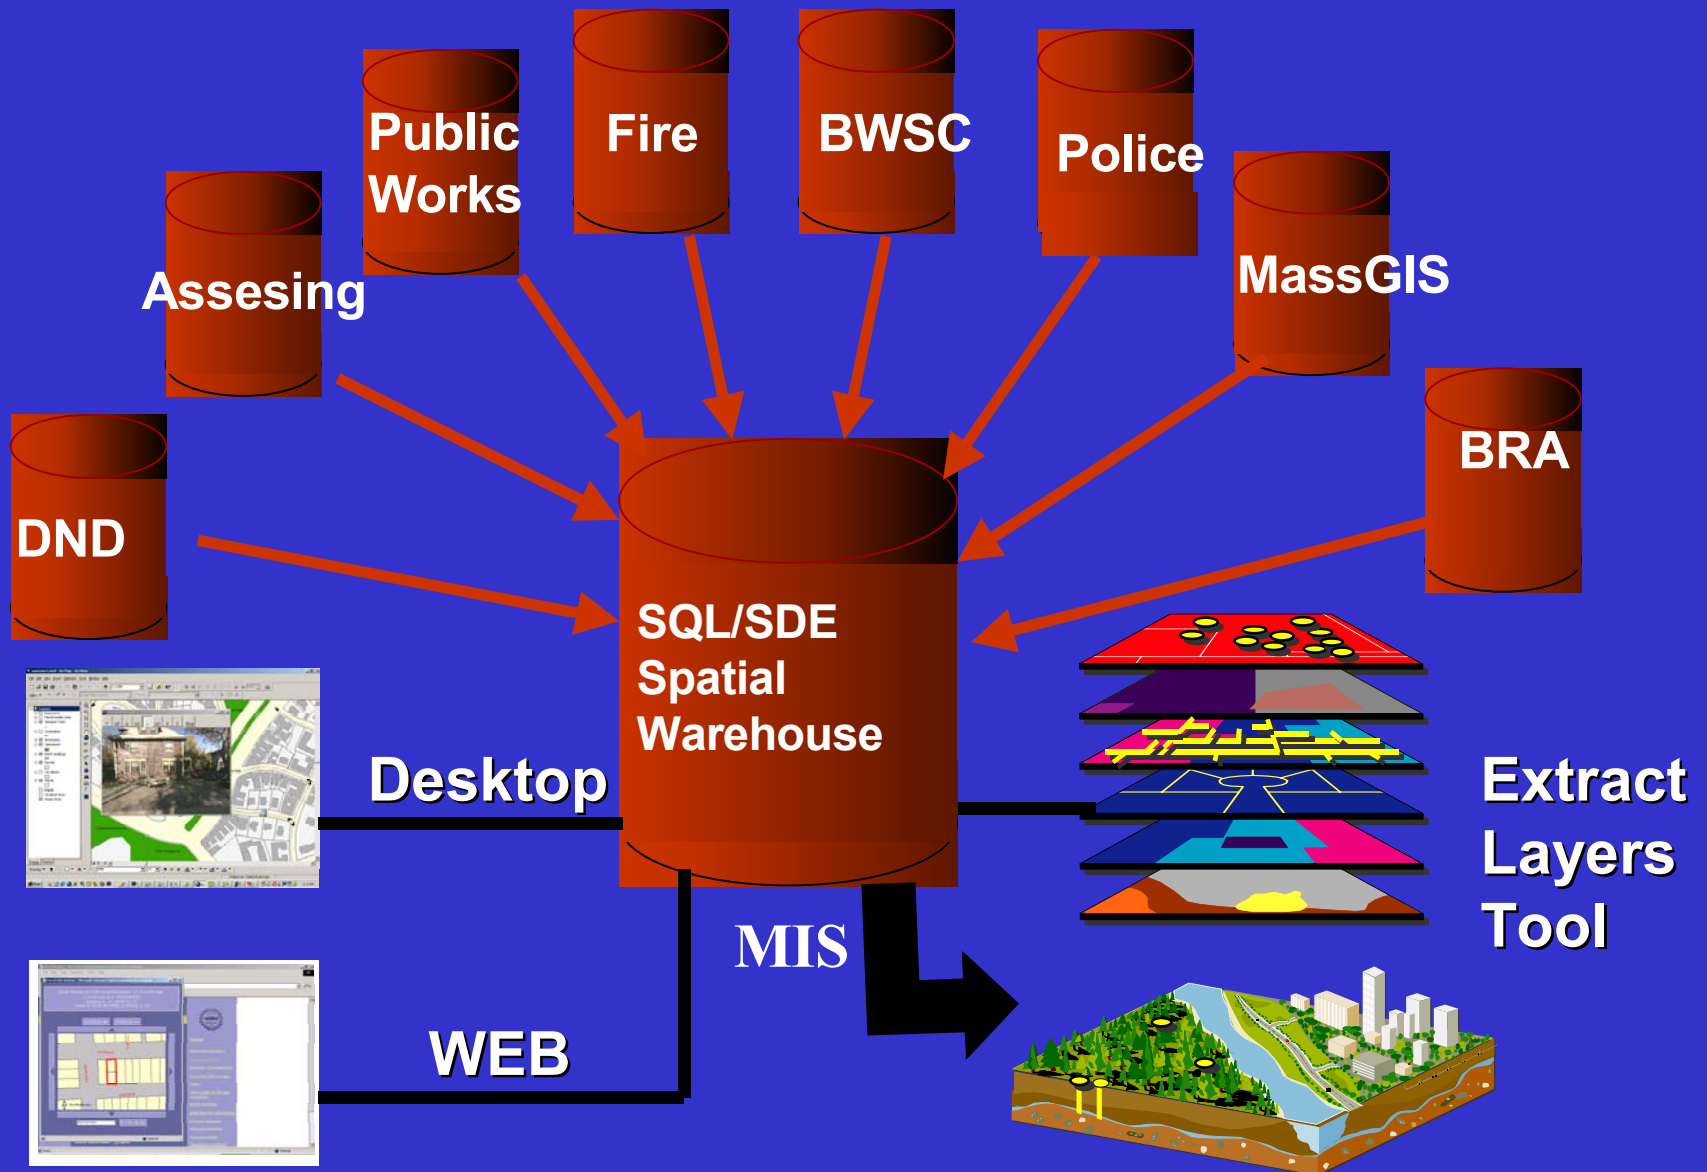 Public
Works
Fire
BWSC
Police
Assesing
MassGIS
DND
BRA
SQL/SDE
Spatial
Warehouse
Desktop
Extract
Layers
Tool
MIS
WEB